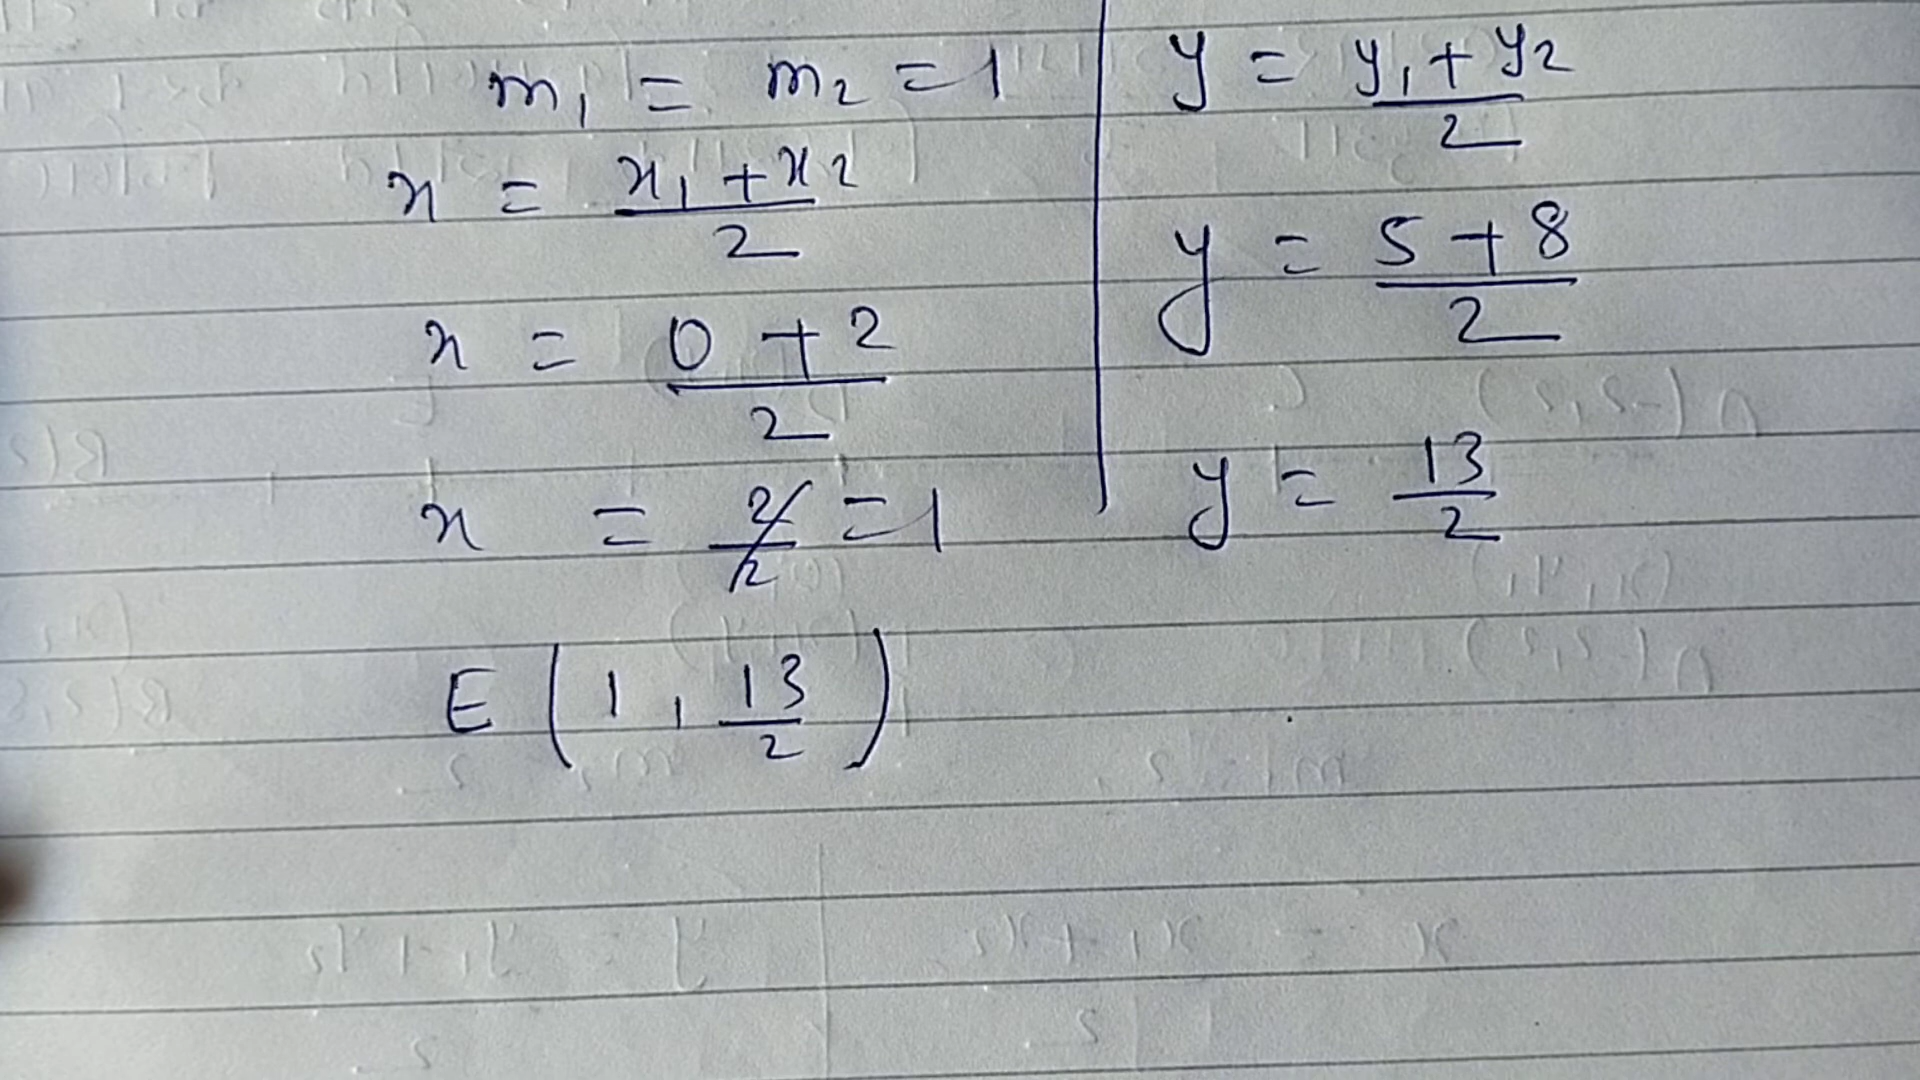 m₁ = m₂ = 1
x = (x₁ + x₂)/2
x = (0 + 2)/2
x = 2/2 = 1
y = (y₁ + y₂)/2
y = (5 + 8)/2
y = 13/2
E (1, 13/2)